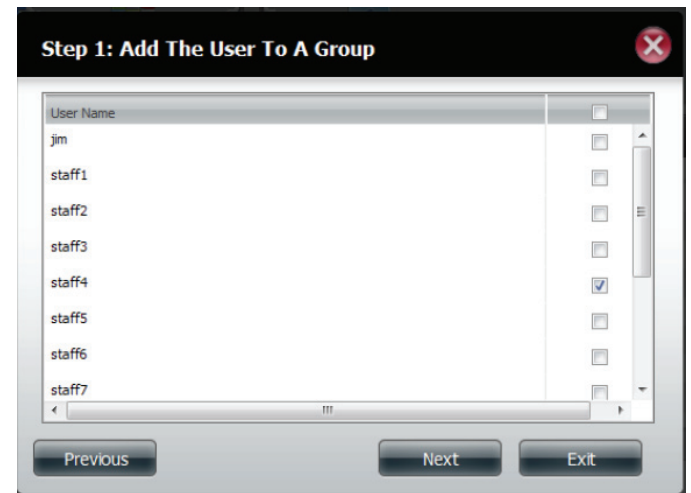 Step 1: Add The User To A Group
User Name
jim
staff1
staff2
staff3
staff4
staff5
staff6
staff7
Previous Next Exit